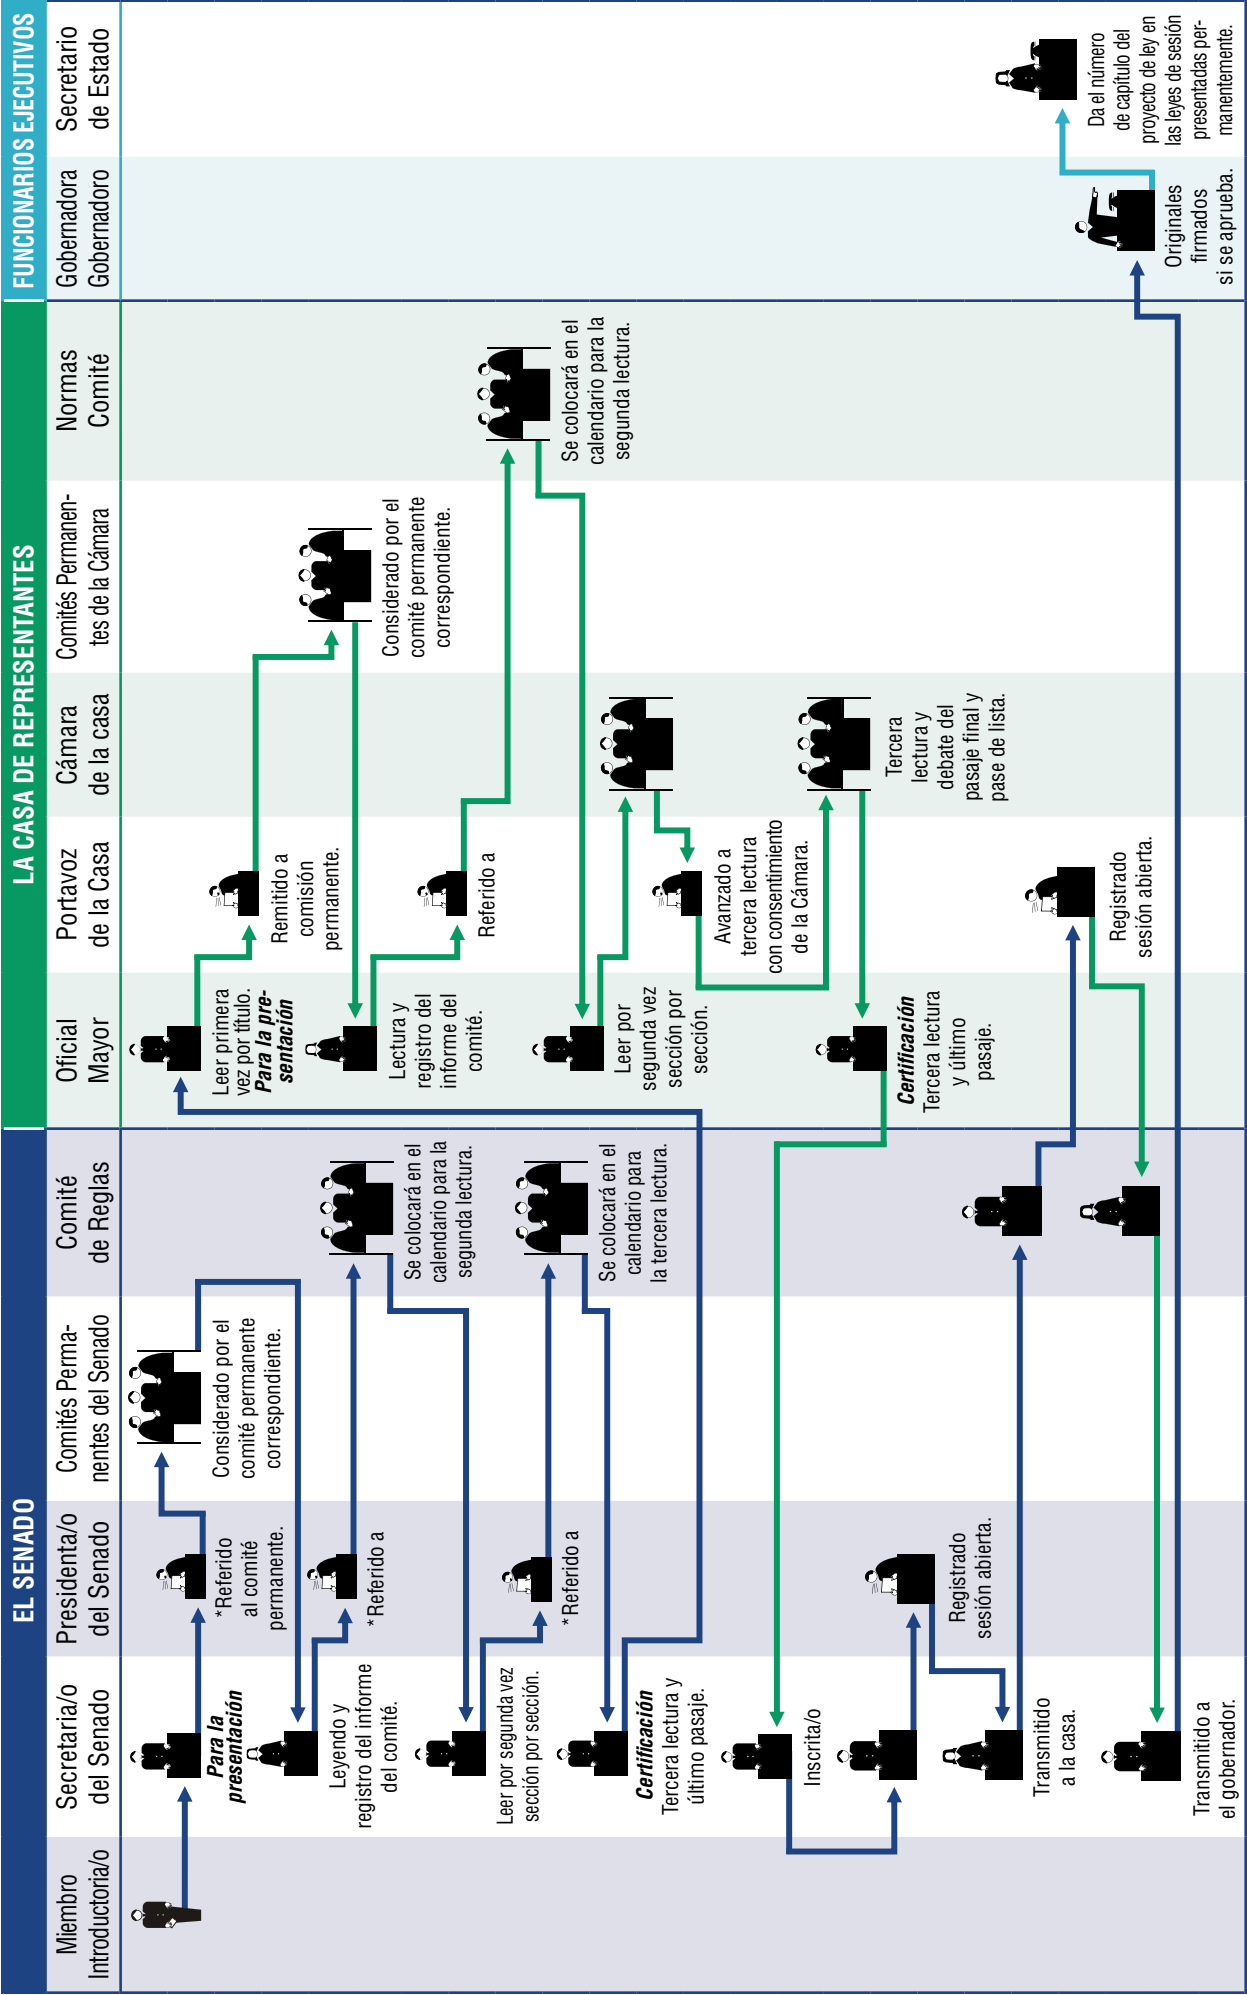 EL SENADO
LA CASA DE REPRESENTANTES
FUNCIONARIOS EJECUTIVOS
Miembro
Introductoria/o
Secretaria/o
del Senado
Presidenta/o
del Senado
Comités Perma-
nentes del Senado
Comité
de Reglas
Oficial
Mayor
Portavoz
de la Casa
Cámara
de la casa
Comités Permanen-
tes de la Cámara
Normas
Comité
Gobernadora
Gobernadoro
Secretario
de Estado
Para la
presentación
*Referido
al comité
permanente.
Considerado por el
comité permanente
correspondiente.
Leyendo y
registro del informe
del comité.
*Referido a
Se colocará en el
calendario para la
segunda lectura.
Leer por segunda vez
sección por sección.
*Referido a
Se colocará en el
calendario para
la tercera lectura.
Certificación
Tercera lectura y
último pasaje.
Leer primera
vez por título.
Para la pre-
sentación
Remitido a
comisión
permanente.
Considerado por el
comité permanente
correspondiente.
Lectura y
registro del
informe del
comité.
Referido a
Se colocará en el
calendario para la
segunda lectura.
Leer por
segunda vez
sección por
sección.
Avanzado a
tercera lectura
con consentimiento
de la Cámara.
Tercera
lectura y
debate del
pasaje final y
pase de lista.
Certificación
Tercera lectura
y último
pasaje.
Inscrita/o
Registrado
sesión abierta.
Transmitido
a la casa.
Registrado
sesión abierta.
Transmitido a
el gobernador.
Originales
firmados
si se aprueba.
Da el número
de capítulo del
proyecto de ley en
las leyes de sesión
presentadas per-
manentemente.